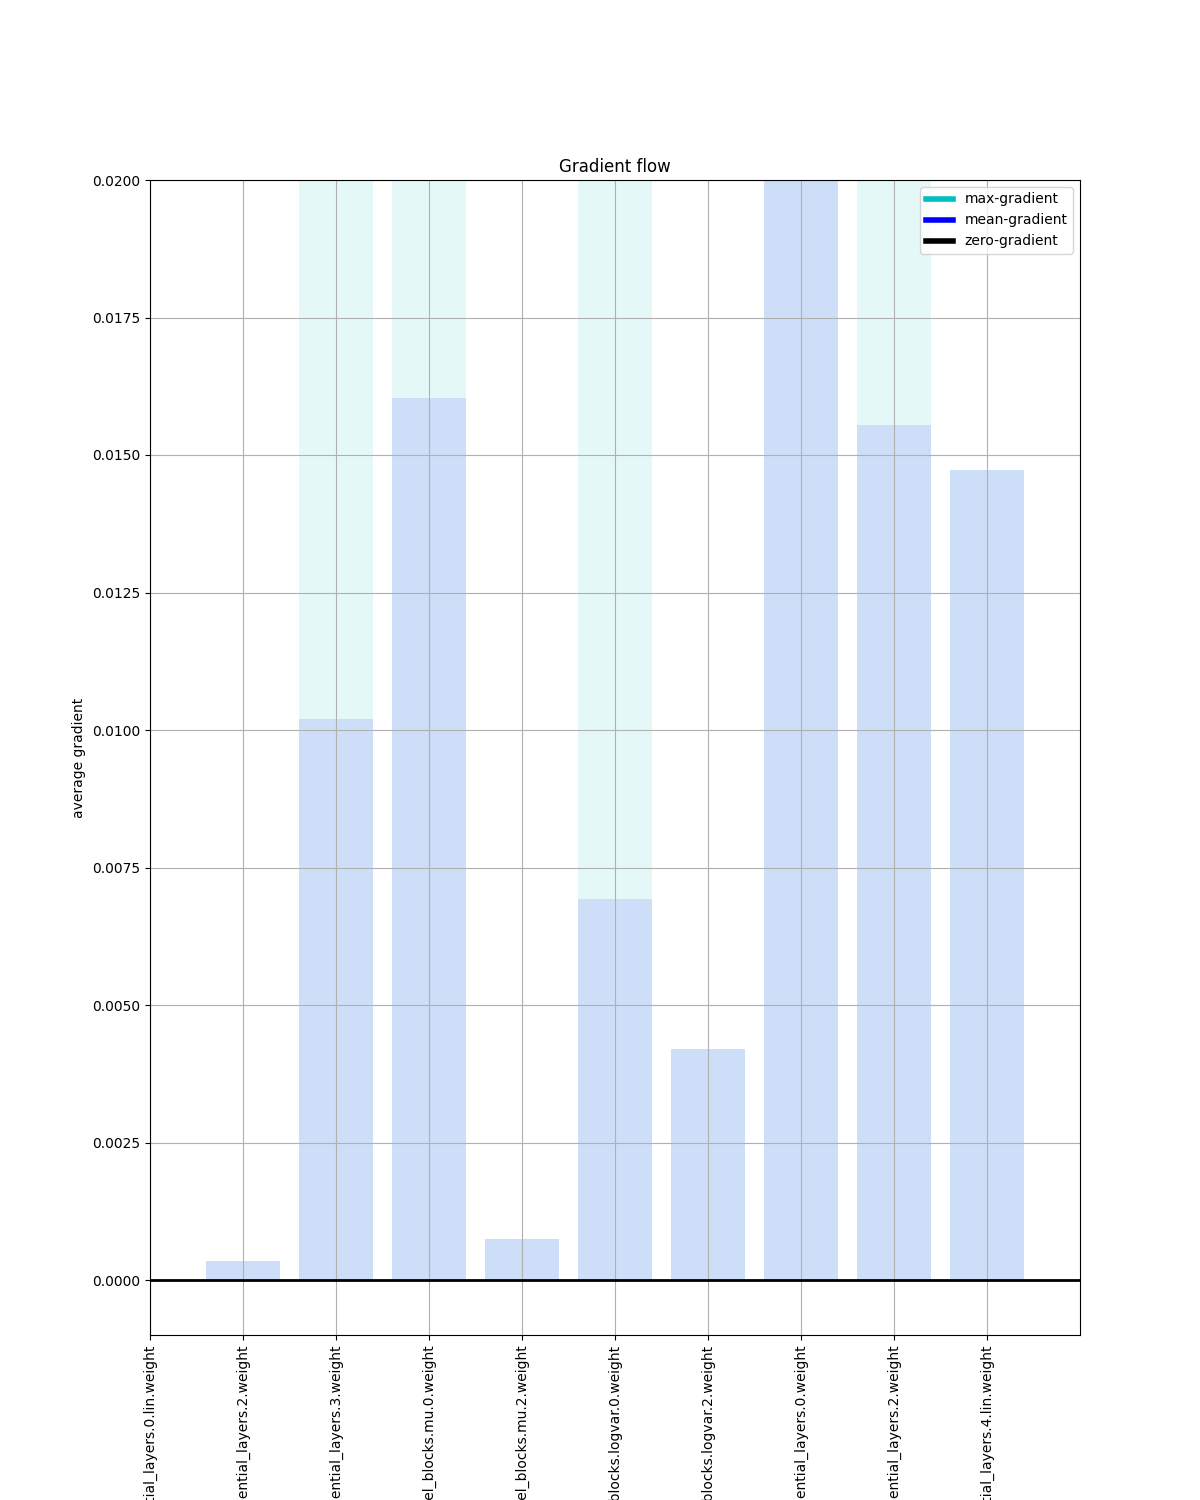 Gradient flow
max-gradient
mean-gradient
zero-gradient
0.0200
0.0175
0.0150
0.0125
0.0100
0.0075
0.0050
0.0025
0.0000
average gradient
tial_layers.0.lin.weight
ential_layers.2.weight
ential_layers.3.weight
el_blocks.mu.0.weight
el_blocks.mu.2.weight
blocks.logvar.0.weight
blocks.logvar.2.weight
ential_layers.0.weight
ential_layers.2.weight
tial_layers.4.lin.weight